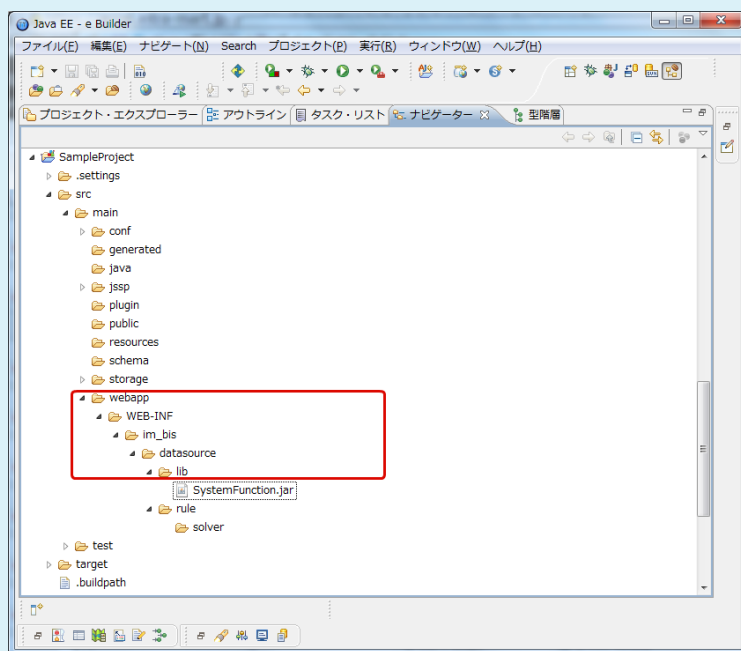 Java EE - e Builder
ファイル(F) 編集(E) ナビゲート(N) Search プロジェクト(P) 実行(R) ウィンドウ(W) ヘルプ(H)
プロジェクト・エクスプローラー アウトライン タスク・リスト ナビゲーター 型階層
SampleProject
.settings
src
main
conf
generated
java
jssp
plugin
public
resources
schema
storage
webapp
WEB-INF
im_bis
datasource
lib
SystemFunction.jar
rule
solver
test
target
.buildpath